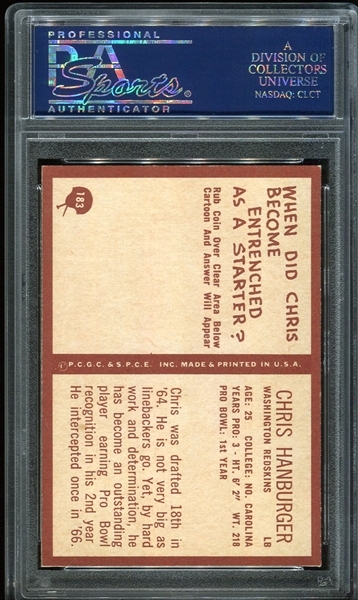 PROFESSIONAL
PSA
Sports
AUTHENTICATOR
A
DIVISION OF
COLLECTORS
UNIVERSE
NASDAQ: CLCT
183
WHEN DID CHRIS
BECOME
ENTRENCHED
AS A STARTER?
Rub Coin Over Clear Area Below
Cartoon And Answer Will Appear
P.C.G.C. & S.P.C.E. INC. MADE & PRINTED IN U.S.A.
CHRIS HANBURGER
WASHINGTON REDSKINS LB
AGE: 25 COLLEGE: NO. CAROLINA
YEARS PRO: 3 - HT. 6' 2" WT. 218
PRO BOWL: 1st YEAR
Chris was drafted 18th in
'64. He is not very big as
linebackers go. Yet, by hard
work and determination, he
has become an outstanding
player earning Pro Bowl
recognition in his 2nd year
He intercepted once in '66.